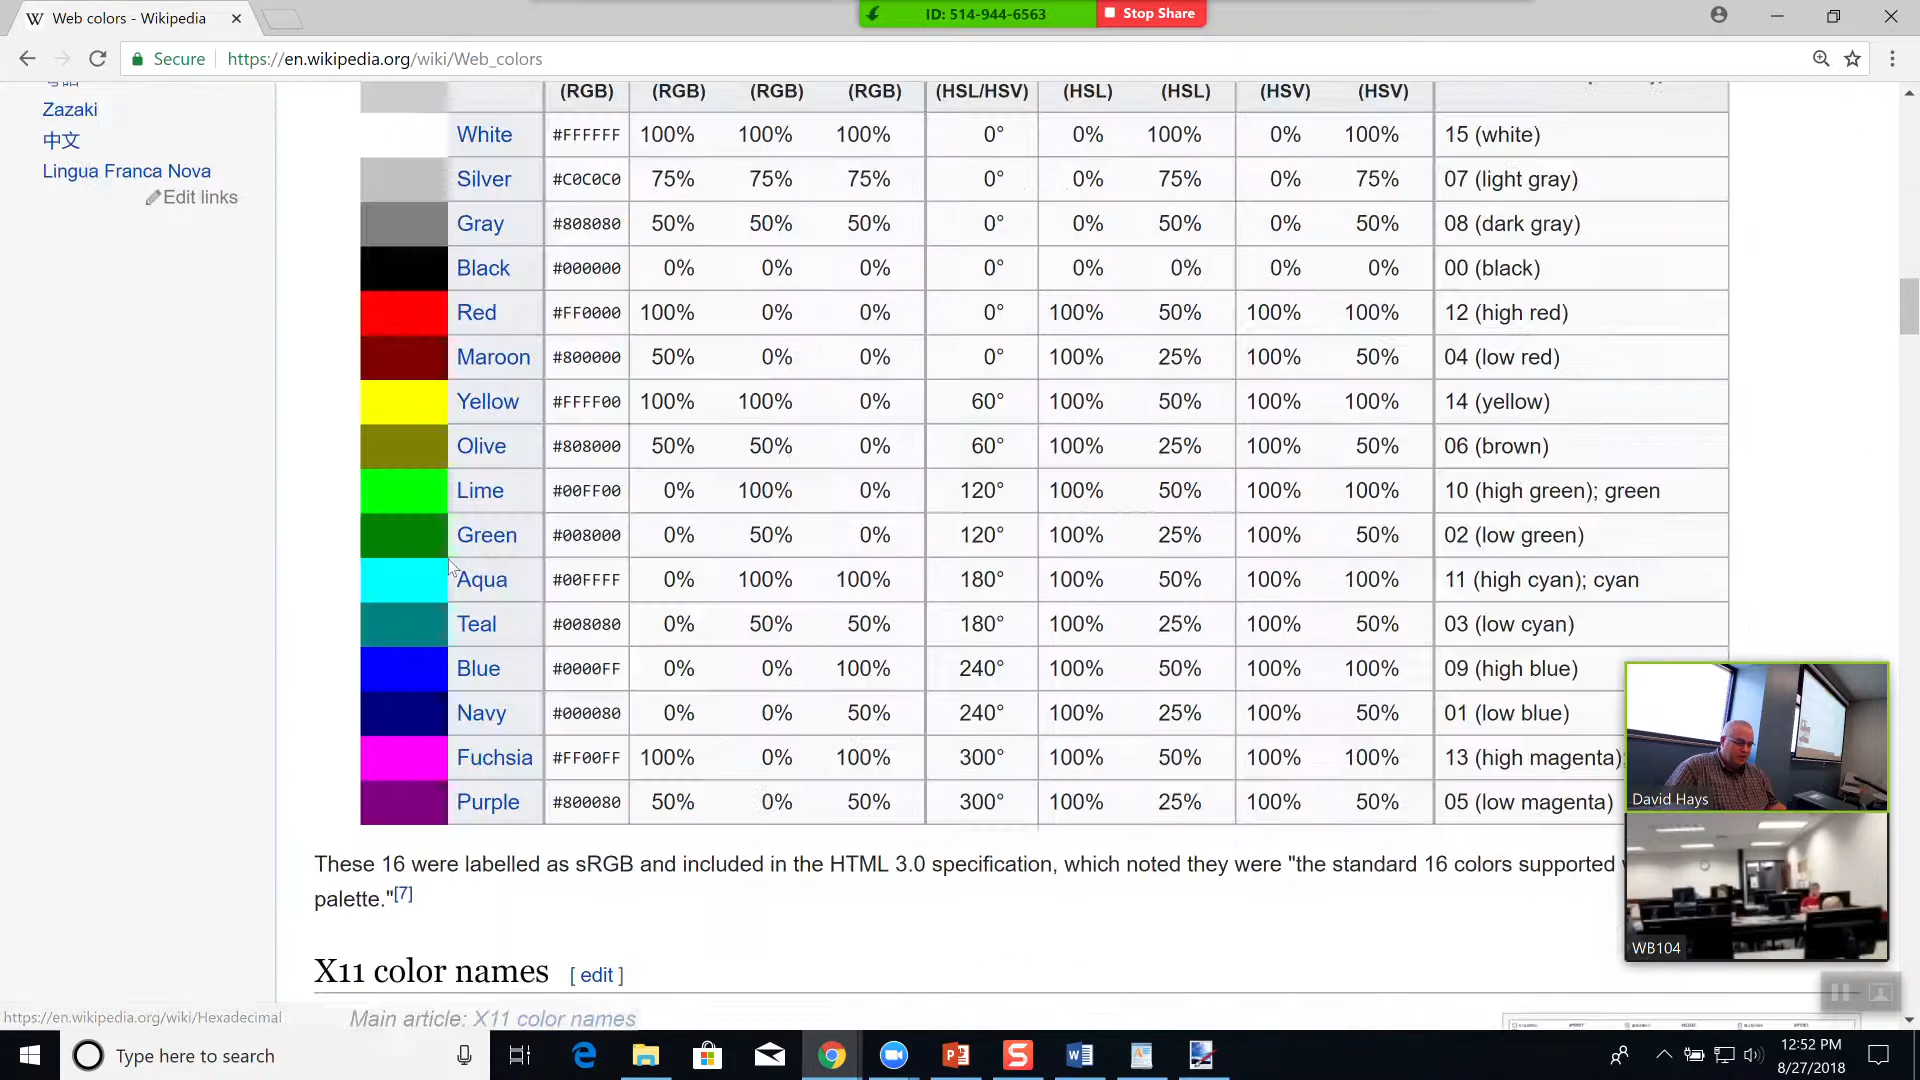 Web colors - Wikipedia
ID: 514-944-6563
Stop Share
Secure
https://en.wikipedia.org/wiki/Web_colors
Zazaki
中文
Lingua Franca Nova
Edit links
(RGB) (RGB) (RGB) (RGB) (HSL/HSV) (HSL) (HSL) (HSV) (HSV)
White #FFFFFF 100% 100% 100% 0° 0% 100% 0% 100% 15 (white)
Silver #C0C0C0 75% 75% 75% 0° 0% 75% 0% 75% 07 (light gray)
Gray #808080 50% 50% 50% 0° 0% 50% 0% 50% 08 (dark gray)
Black #000000 0% 0% 0% 0° 0% 0% 0% 0% 00 (black)
Red #FF0000 100% 0% 0% 0° 100% 50% 100% 100% 12 (high red)
Maroon #800000 50% 0% 0% 0° 100% 25% 100% 50% 04 (low red)
Yellow #FFFF00 100% 100% 0% 60° 100% 50% 100% 100% 14 (yellow)
Olive #808000 50% 50% 0% 60° 100% 25% 100% 50% 06 (brown)
Lime #00FF00 0% 100% 0% 120° 100% 50% 100% 100% 10 (high green); green
Green #008000 0% 50% 0% 120° 100% 25% 100% 50% 02 (low green)
Aqua #00FFFF 0% 100% 100% 180° 100% 50% 100% 100% 11 (high cyan); cyan
Teal #008080 0% 50% 50% 180° 100% 25% 100% 50% 03 (low cyan)
Blue #0000FF 0% 0% 100% 240° 100% 50% 100% 100% 09 (high blue)
Navy #000080 0% 0% 50% 240° 100% 25% 100% 50% 01 (low blue)
Fuchsia #FF00FF 100% 0% 100% 300° 100% 50% 100% 100% 13 (high magenta)
Purple #800080 50% 0% 50% 300° 100% 25% 100% 50% 05 (low magenta)
David Hays
WB104
These 16 were labelled as sRGB and included in the HTML 3.0 specification, which noted they were "the standard 16 colors supported
palette."[7]
X11 color names [ edit ]
Main article: X11 color names
https://en.wikipedia.org/wiki/Hexadecimal
Type here to search
12:52 PM
8/27/2018